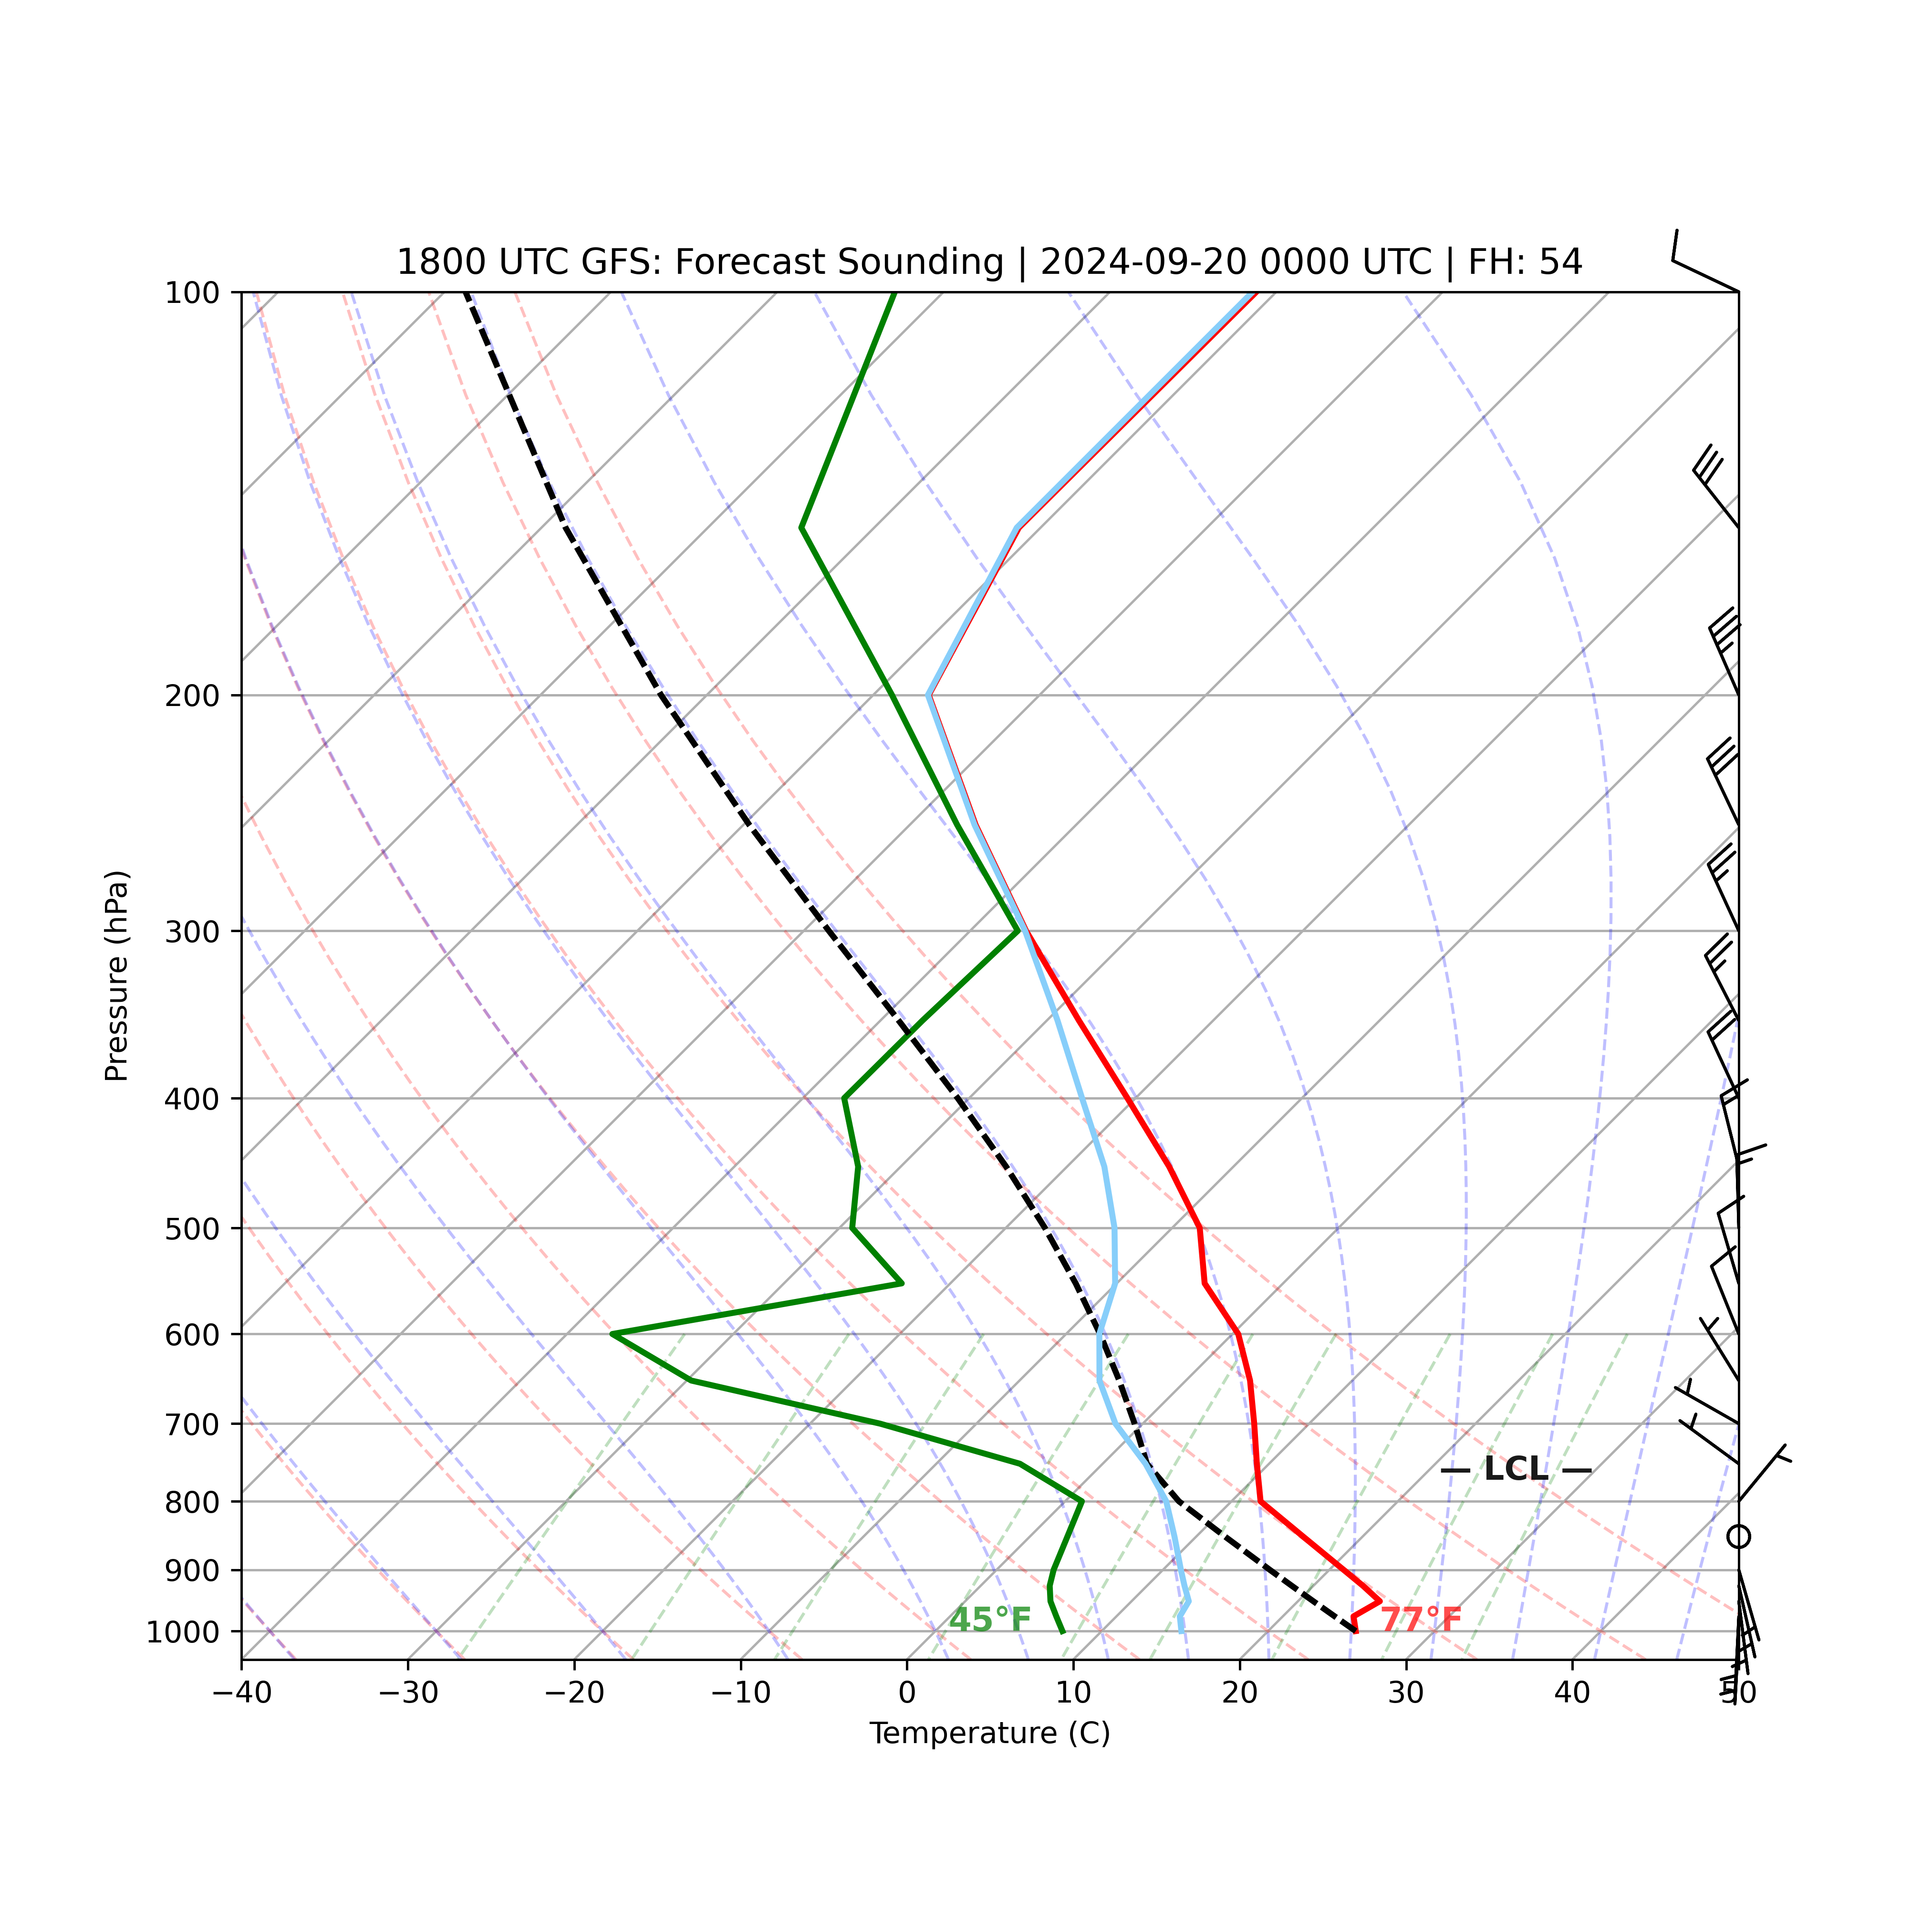 1800 UTC GFS: Forecast Sounding | 2024-09-20 0000 UTC | FH: 54
100
200
300
400
500
600
700
800
900
1000
Pressure (hPa)
— LCL —
45°F
77°F
−40 −30 −20 −10 0 10 20 30 40 50
Temperature (C)